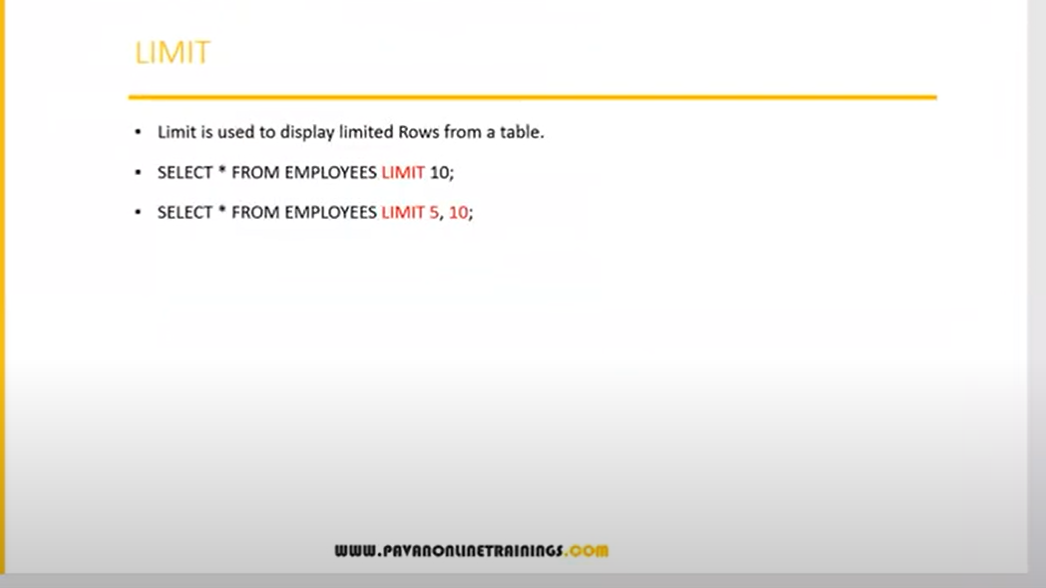 LIMIT
• Limit is used to display limited Rows from a table.
• SELECT * FROM EMPLOYEES LIMIT 10;
• SELECT * FROM EMPLOYEES LIMIT 5, 10;
WWW.PAVANONLINETRAININGS.COM